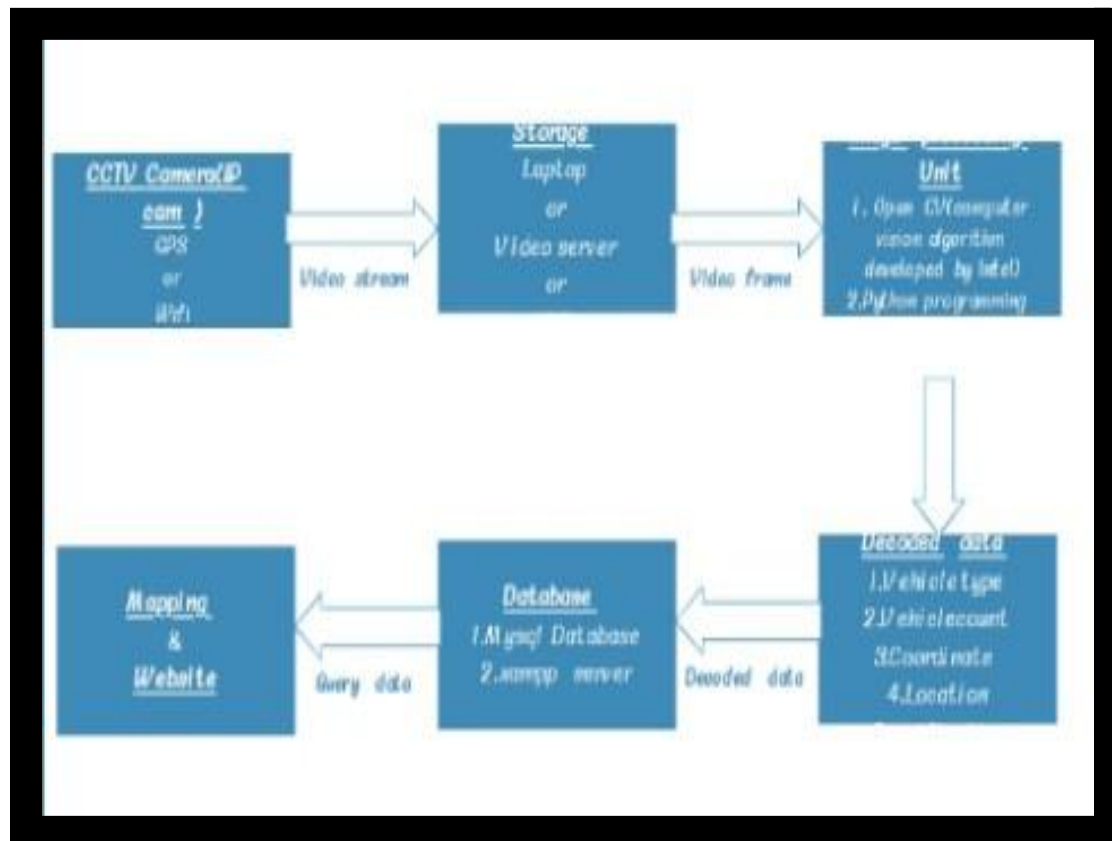 CCTV Camera(IP
cam )
GPS
or
Wifi
Video stream
Storage
Laptop
or
Video server
or
Video frame
Unit
1. Open CV(computer
vision algorithm
developed by Intel)
2.Python programming
Decoded data
1.Vehicle type
2.Vehiclecount
3.Coordinate
4.Location
Decoded data
Database
1.Mysql Database
2.xampp server
Query data
Mapping
&
Website